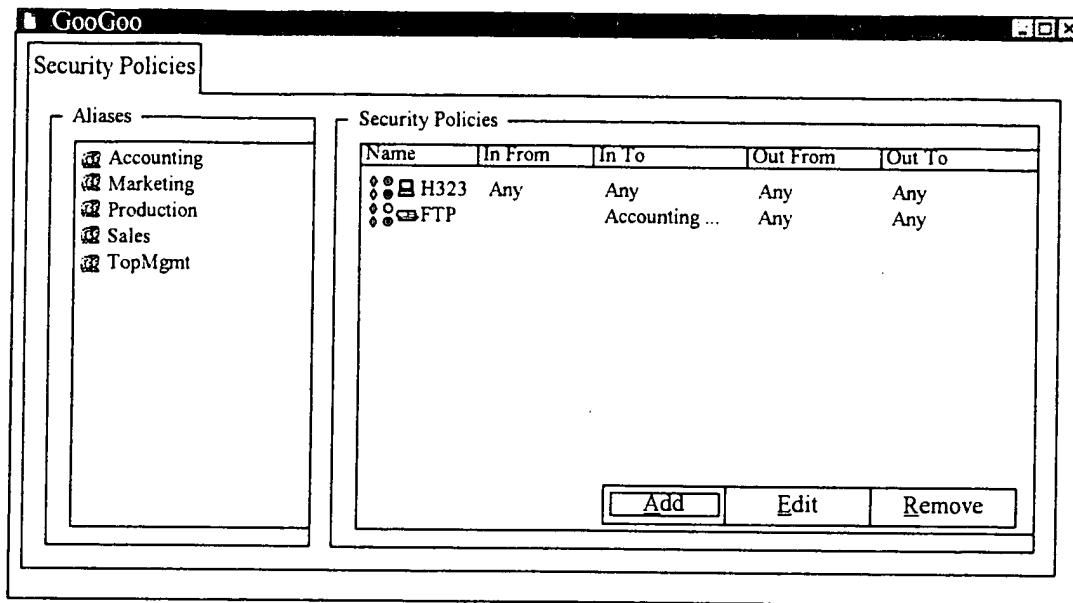 GooGoo
Security Policies
Aliases
Accounting
Marketing
Production
Sales
TopMgmt
Security Policies
Name In From In To Out From Out To
H323 Any Any Any Any
FTP Accounting ... Any Any
Add Edit Remove